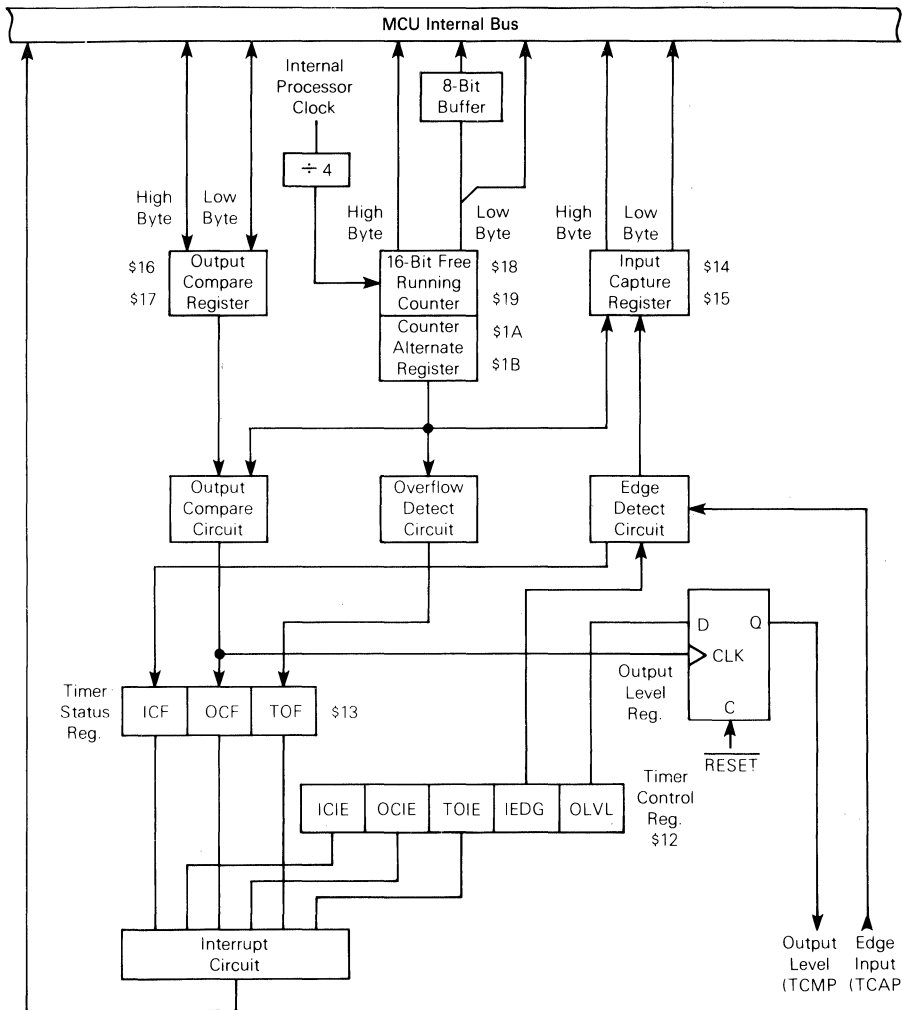 MCU Internal Bus
Internal
Processor
Clock
8-Bit
Buffer
÷ 4
High
Byte
Low
Byte
High
Byte
Low
Byte
High
Byte
Low
Byte
$16
$17
Output
Compare
Register
16-Bit Free
Running
Counter
$18
$19
Counter
Alternate
Register
$1A
$1B
Input
Capture
Register
$14
$15
Output
Compare
Circuit
Overflow
Detect
Circuit
Edge
Detect
Circuit
D
Q
CLK
C
Output
Level
Reg.
RESET
Timer
Status
Reg.
ICF
OCF
TOF
$13
ICIE
OCIE
TOIE
IEDG
OLVL
Timer
Control
Reg.
$12
Interrupt
Circuit
Output
Level
(TCMP
Edge
Input
(TCAP